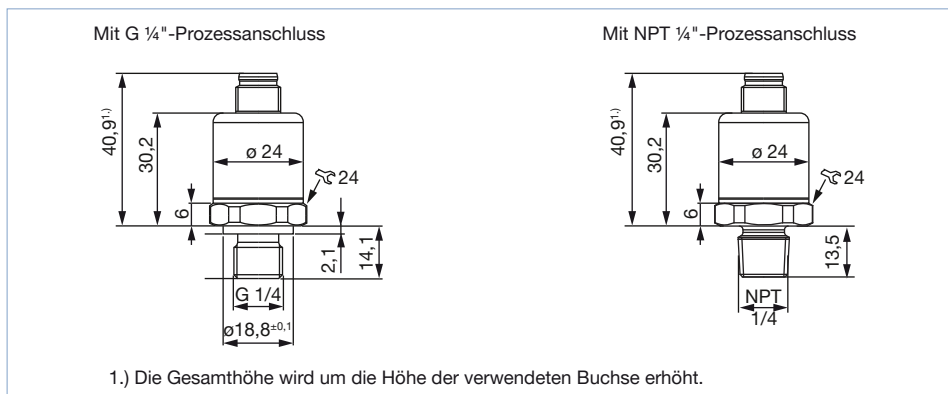 Mit G ¼"-Prozessanschluss
40,9¹·⁾
30,2
6
ø 24
24
2,1
14,1
G 1/4
ø18,8±0,1
Mit NPT ¼"-Prozessanschluss
40,9¹·⁾
30,2
6
ø 24
24
13,5
NPT
1/4
1.) Die Gesamthöhe wird um die Höhe der verwendeten Buchse erhöht.